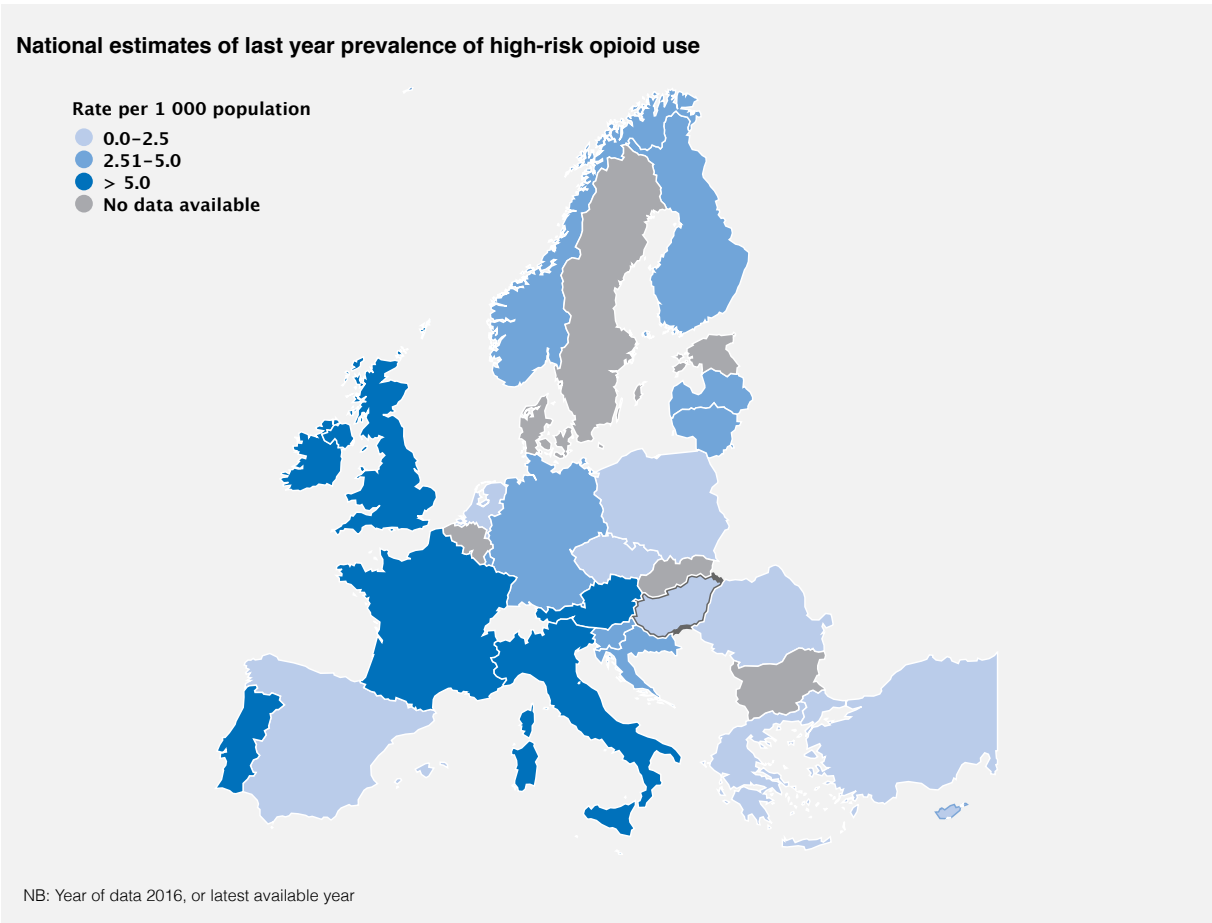 National estimates of last year prevalence of high-risk opioid use
Rate per 1 000 population
0.0–2.5
2.51–5.0
> 5.0
No data available
NB: Year of data 2016, or latest available year